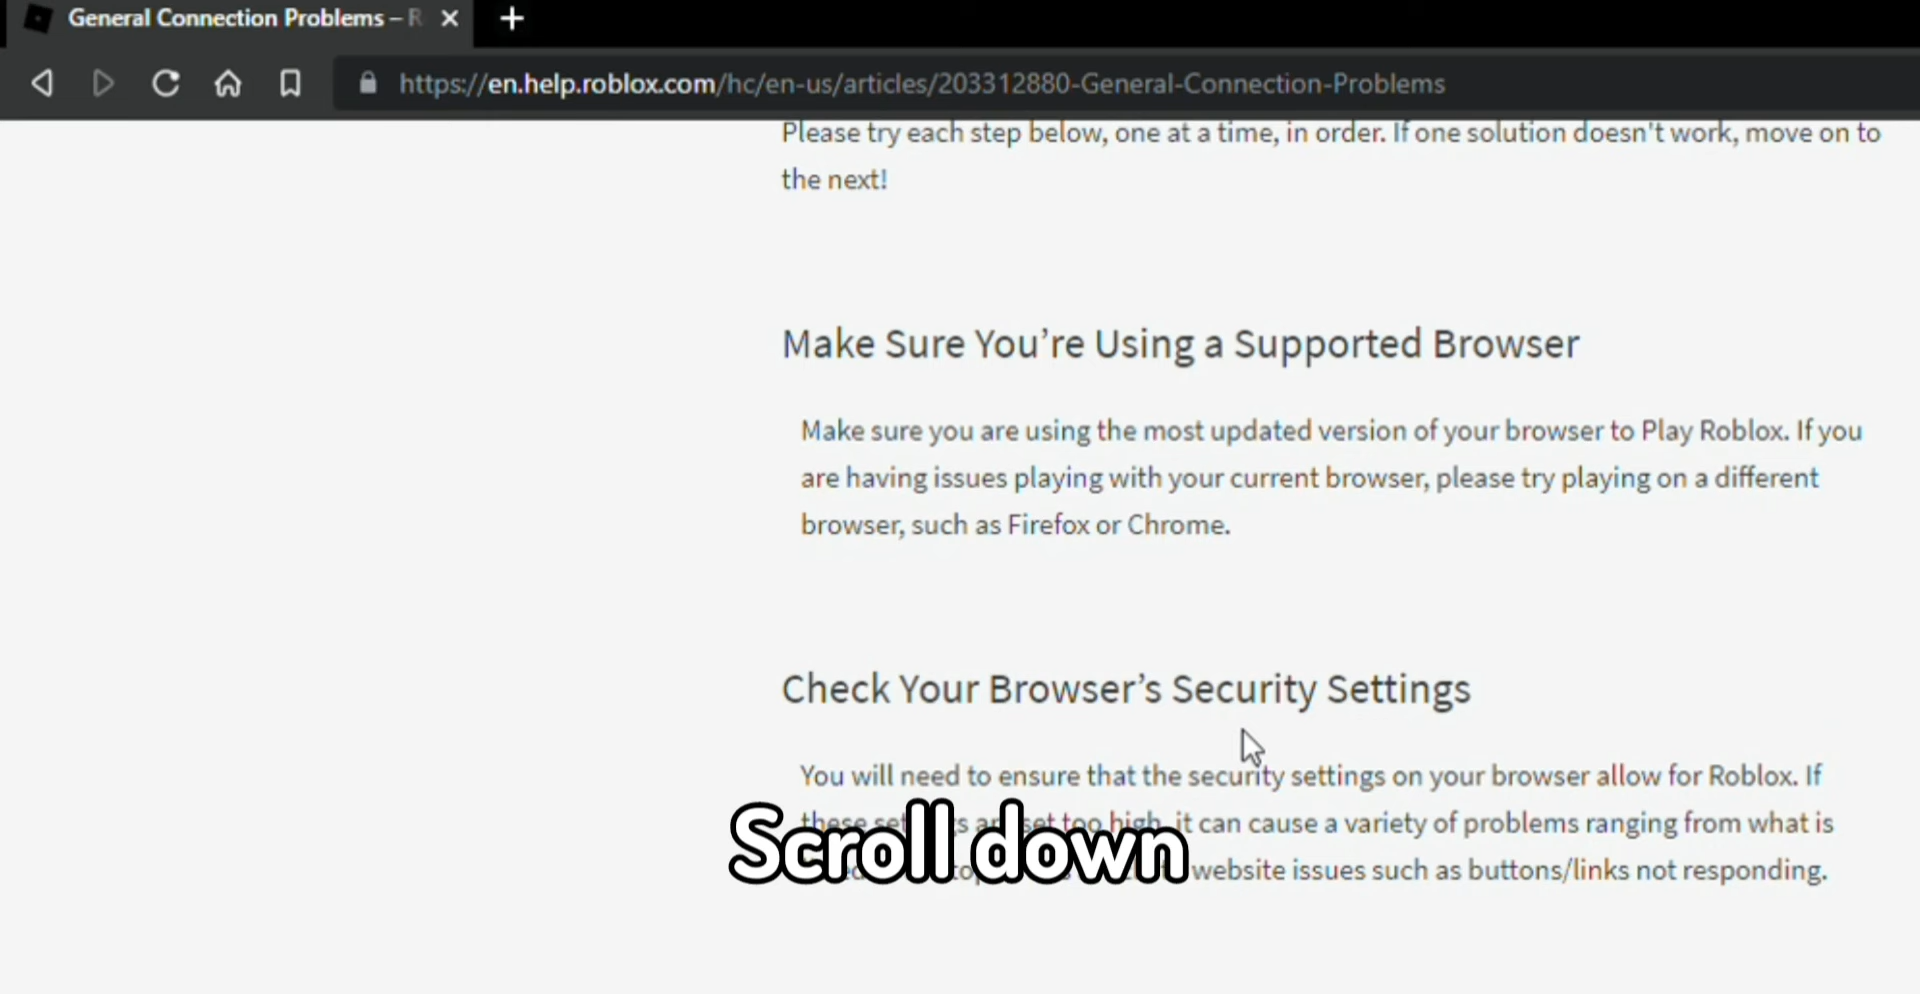 General Connection Problems – R
https://en.help.roblox.com/hc/en-us/articles/203312880-General-Connection-Problems
Please try each step below, one at a time, in order. If one solution doesn't work, move on to
the next!
Make Sure You’re Using a Supported Browser
Make sure you are using the most updated version of your browser to Play Roblox. If you
are having issues playing with your current browser, please try playing on a different
browser, such as Firefox or Chrome.
Check Your Browser’s Security Settings
You will need to ensure that the security settings on your browser allow for Roblox. If
these set too high, it can cause a variety of problems ranging from what is
website issues such as buttons/links not responding.
Scroll down